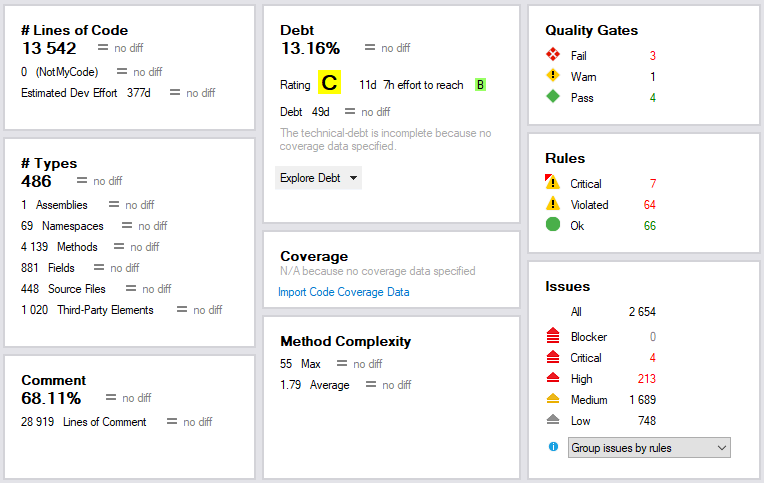 # Lines of Code
13 542 = no diff
0 (NotMyCode) = no diff
Estimated Dev Effort 377d = no diff
# Types
486 = no diff
1 Assemblies = no diff
69 Namespaces = no diff
4 139 Methods = no diff
881 Fields = no diff
448 Source Files = no diff
1 020 Third-Party Elements = no diff
Comment
68.11% = no diff
28 919 Lines of Comment = no diff
Debt
13.16% = no diff
Rating C 11d 7h effort to reach B
Debt 49d = no diff
The technical-debt is incomplete because no
coverage data specified.
Explore Debt
Coverage
N/A because no coverage data specified
Import Code Coverage Data
Method Complexity
55 Max = no diff
1.79 Average = no diff
Quality Gates
Fail 3
Warn 1
Pass 4
Rules
Critical 7
Violated 64
Ok 66
Issues
All 2 654
Blocker 0
Critical 4
High 213
Medium 1 689
Low 748
Group issues by rules